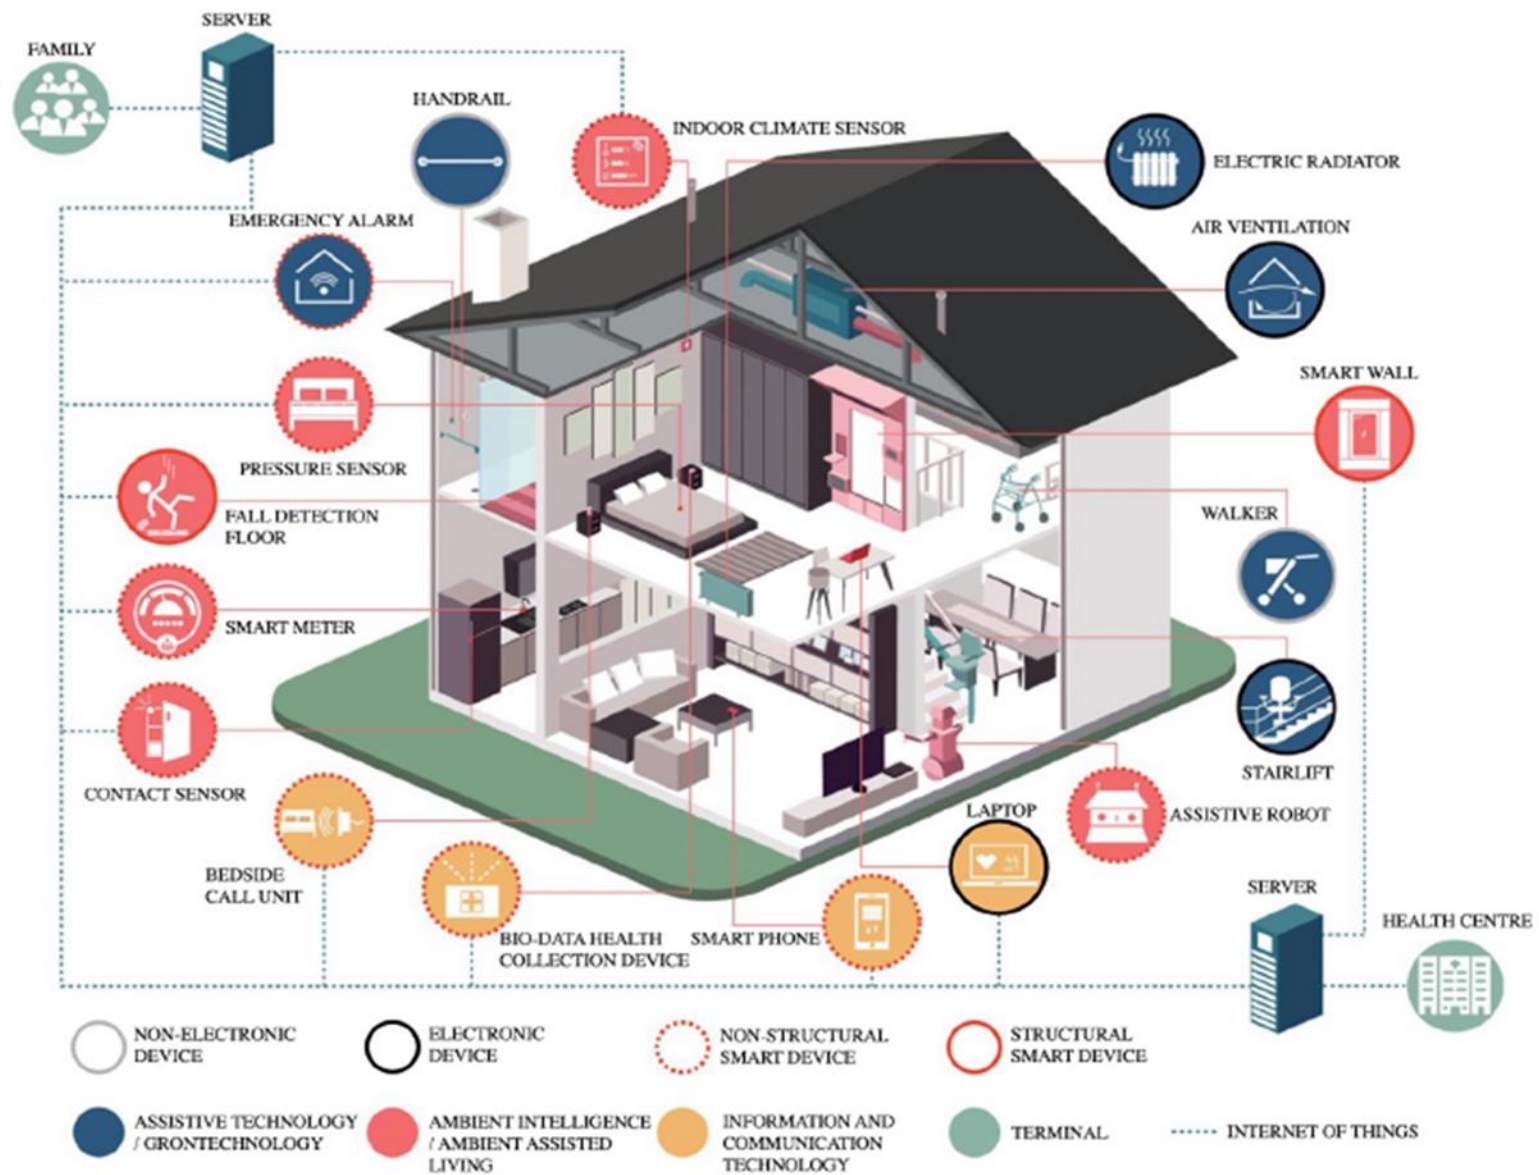 SERVER
FAMILY
HANDRAIL
INDOOR CLIMATE SENSOR
ELECTRIC RADIATOR
EMERGENCY ALARM
AIR VENTILATION
SMART WALL
PRESSURE SENSOR
FALL DETECTION
FLOOR
WALKER
SMART METER
STAIRLIFT
CONTACT SENSOR
LAPTOP
ASSISTIVE ROBOT
BEDSIDE
CALL UNIT
SERVER
HEALTH CENTRE
BIO-DATA HEALTH
COLLECTION DEVICE
SMART PHONE
NON-ELECTRONIC
DEVICE
ELECTRONIC
DEVICE
NON-STRUCTURAL
SMART DEVICE
STRUCTURAL
SMART DEVICE
ASSISTIVE TECHNOLOGY
/ GRONTECHNOLOGY
AMBIENT INTELLIGENCE
/ AMBIENT ASSISTED
LIVING
INFORMATION AND
COMMUNICATION
TECHNOLOGY
TERMINAL
INTERNET OF THINGS